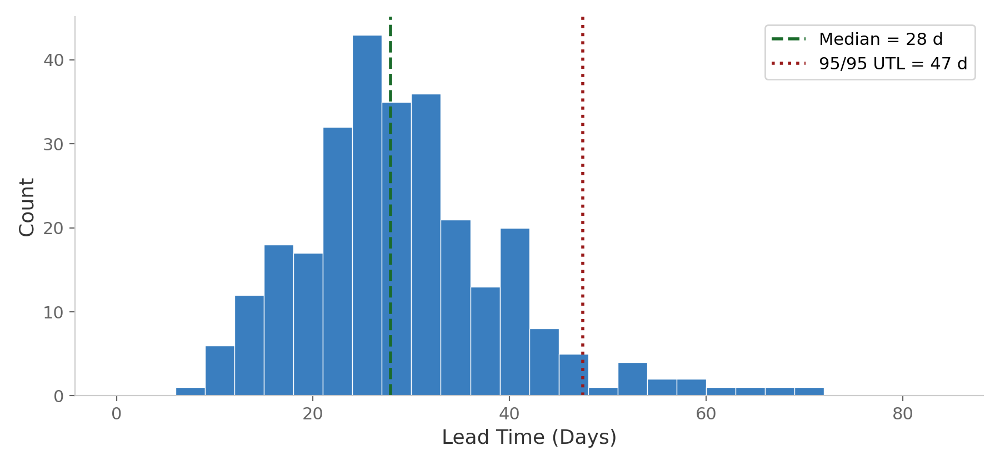 Median = 28 d
95/95 UTL = 47 d
40
30
20
10
0
Count
0 20 40 60 80
Lead Time (Days)